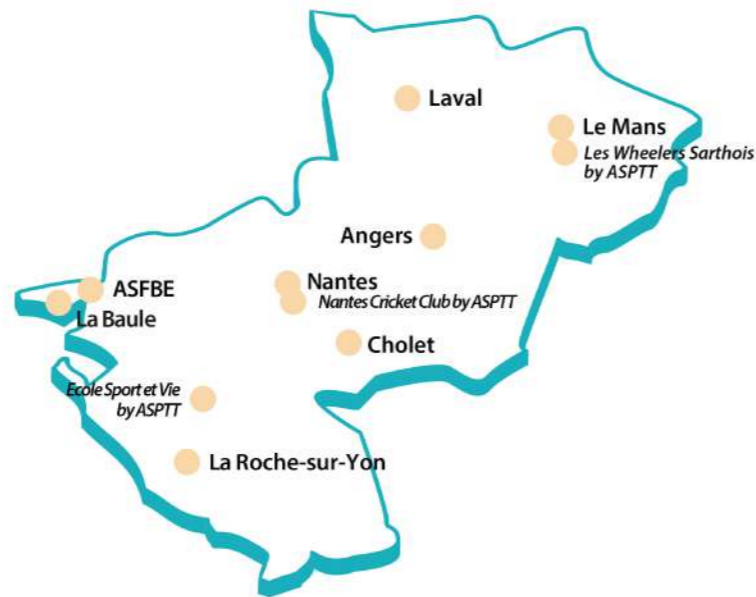 Laval
Le Mans
Les Wheelers Sarthois
by ASPTT
Angers
Nantes
Nantes Cricket Club by ASPTT
ASFBE
La Baule
Cholet
Ecole Sport et Vie
by ASPTT
La Roche-sur-Yon